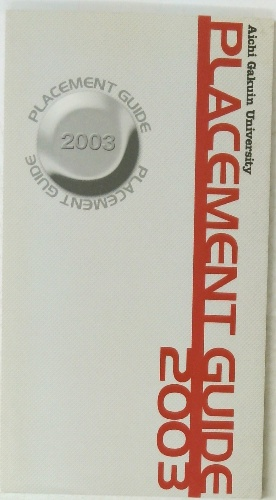 Aichi Gakuin University
PLACEMENT GUIDE
2003
PLACEMENT GUIDE
2003
PLACEMENT GUIDE